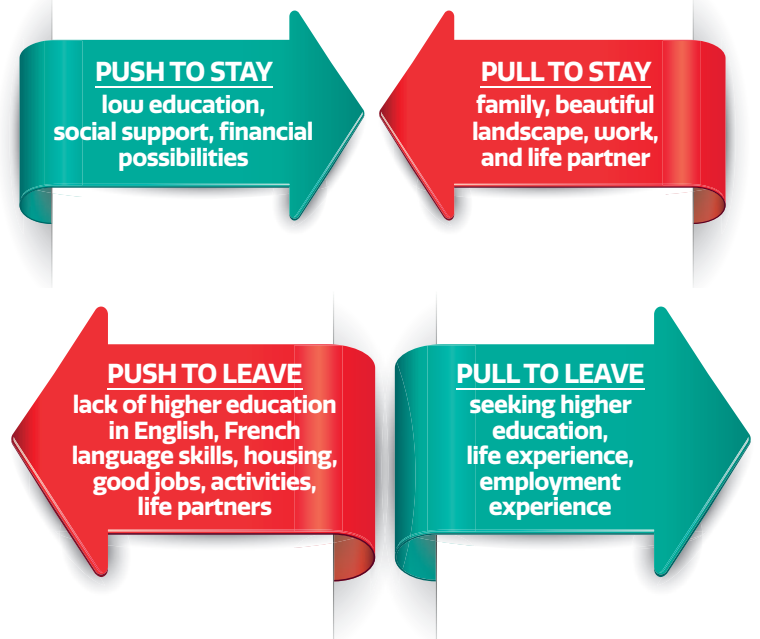 PUSH TO STAY
low education,
social support, financial
possibilities
PULL TO STAY
family, beautiful
landscape, work,
and life partner
PUSH TO LEAVE
lack of higher education
in English, French
language skills, housing,
good jobs, activities,
life partners
PULL TO LEAVE
seeking higher
education,
life experience,
employment
experience